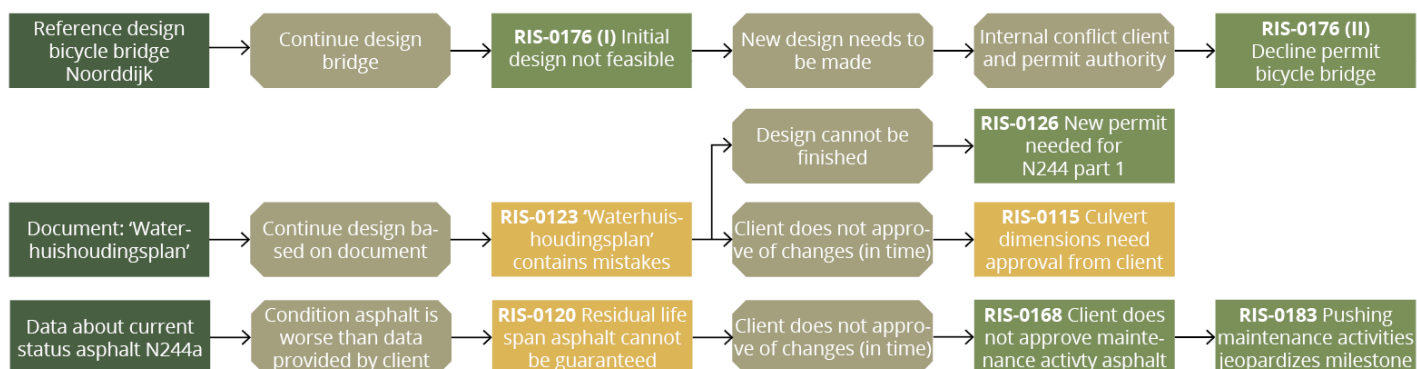 Reference design
bicycle bridge
Noorddijk
Continue design
bridge
RIS-0176 (I) Initial
design not feasible
New design needs to
be made
Internal conflict client
and permit authority
RIS-0176 (II)
Decline permit
bicycle bridge
Design cannot be
finished
RIS-0126 New permit
needed for
N244 part 1
Document: ‘Water-
huishoudingsplan’
Continue design ba-
sed on document
RIS-0123 ‘Waterhuis-
houdingsplan’
contains mistakes
Client does not appro-
ve of changes (in time)
RIS-0115 Culvert
dimensions need
approval from client
Data about current
status asphalt N244a
Condition asphalt is
worse than data
provided by client
RIS-0120 Residual life
span asphalt cannot
be guaranteed
Client does not appro-
ve of changes (in time)
RIS-0168 Client does
not approve mainte-
nance activty asphalt
RIS-0183 Pushing
maintenance activities
jeopardizes milestone